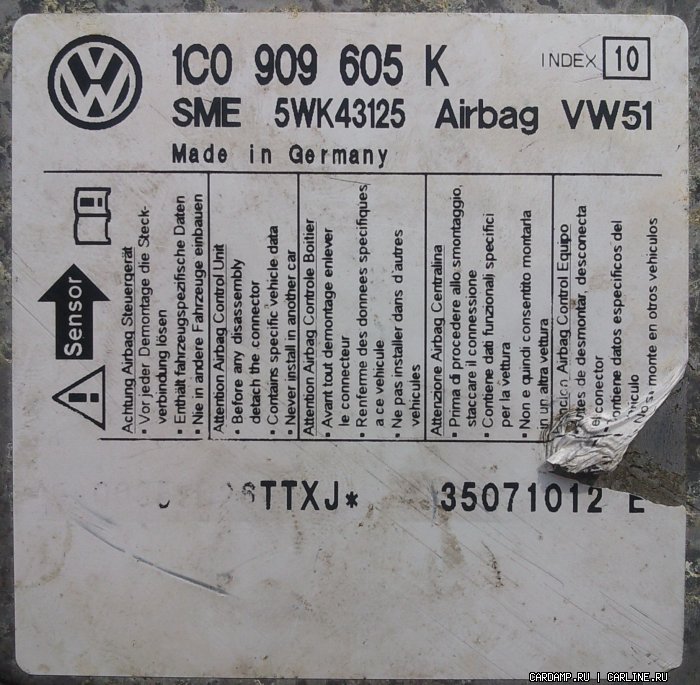 1C0 909 605 K
INDEX 10
SME 5WK43125 Airbag VW51
Made in Germany
Sensor
Achtung Airbag Steuergerät
• Vor jeder Demontage die Steck-
verbindung lösen
• Enthält fahrzeugspezifische Daten
• Nie in andere Fahrzeuge einbauen
Attention Airbag Control Unit
• Before any disassembly
detach the connector
• Contains specific vehicle data
• Never install in another car
Attention Airbag Controle Boitier
• Avant tout demontage enlever
le connecteur
• Renferme des donnees specifiques
a ce vehicule
• Ne pas installer dans d'autres
vehicules
Attenzione Airbag Centralina
• Prima di procedere allo smontaggio,
staccare il connessione
• Contiene dati funzionali specifici
per la vettura
• Non e quindi consentito montarla
in un altra vettura
Airbag Control Equipo
de desmontar, desconecta
conector
Contiene datos especificos del
• No se monte en otros vehiculos
TTXJ*
35071012 E
CARDAMP.RU | CARLINE.RU